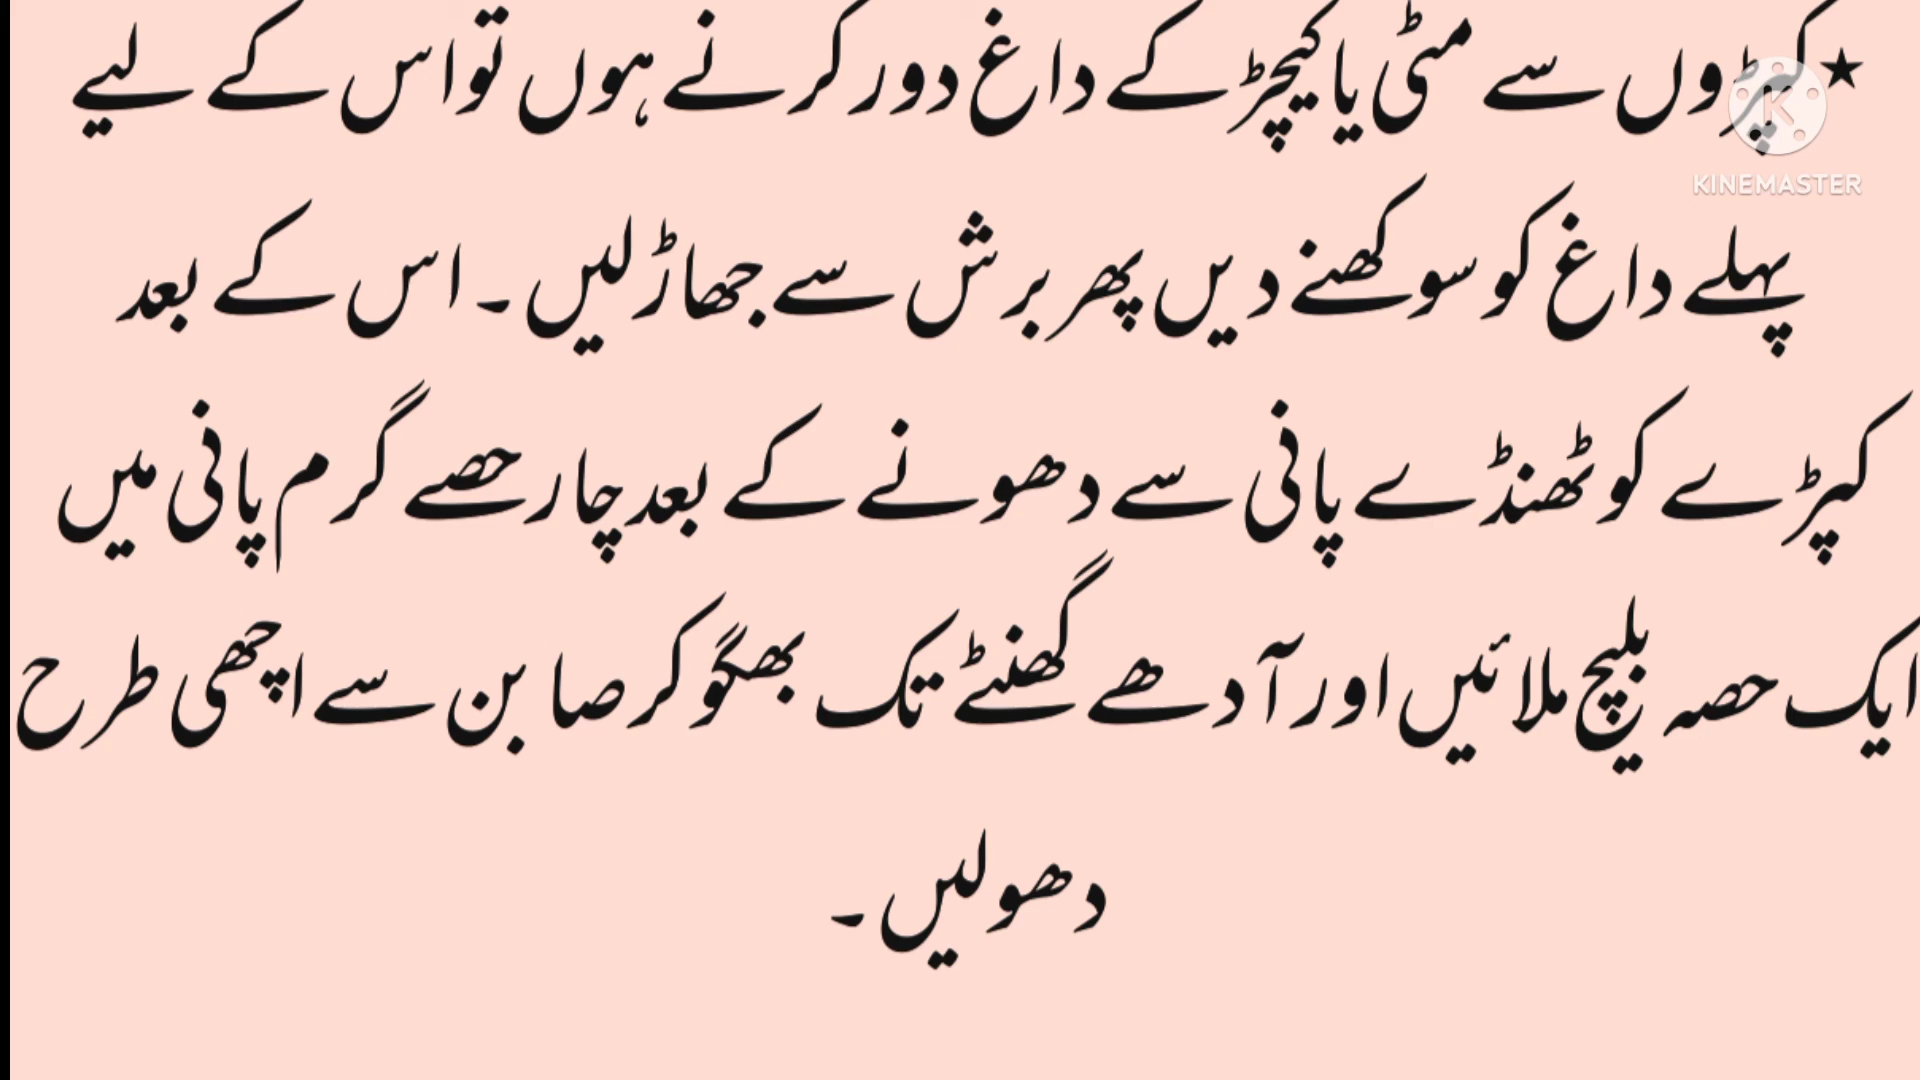 ★کپڑوں سے مٹی یا کیچڑ کے داغ دور کرنے ہوں تو اس کے لیے
KINEMASTER
پہلے داغ کو سوکھنے دیں پھر برش سے جھاڑ لیں۔ اس کے بعد
کپڑے کو ٹھنڈے پانی سے دھونے کے بعد چار حصے گرم پانی میں
ایک حصہ بلیچ ملائیں اور آدھے گھنٹے تک بھگو کر صابن سے اچھی طرح
دھولیں۔